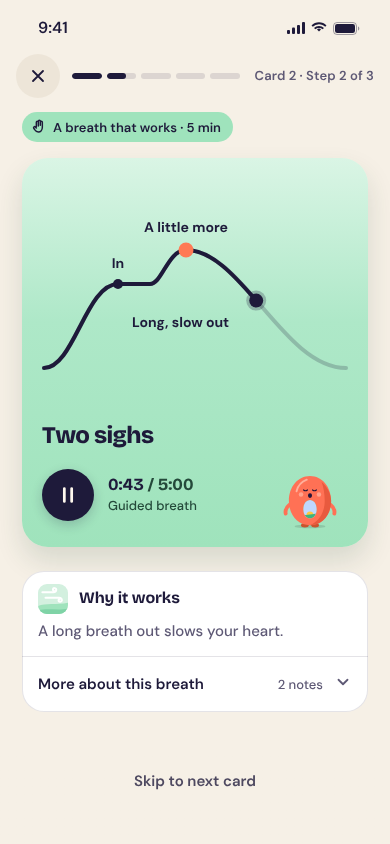 9:41
Card 2 · Step 2 of 3
A breath that works · 5 min
A little more
In
Long, slow out
Two sighs
0:43 / 5:00
Guided breath
Why it works
A long breath out slows your heart.
More about this breath
2 notes
Skip to next card